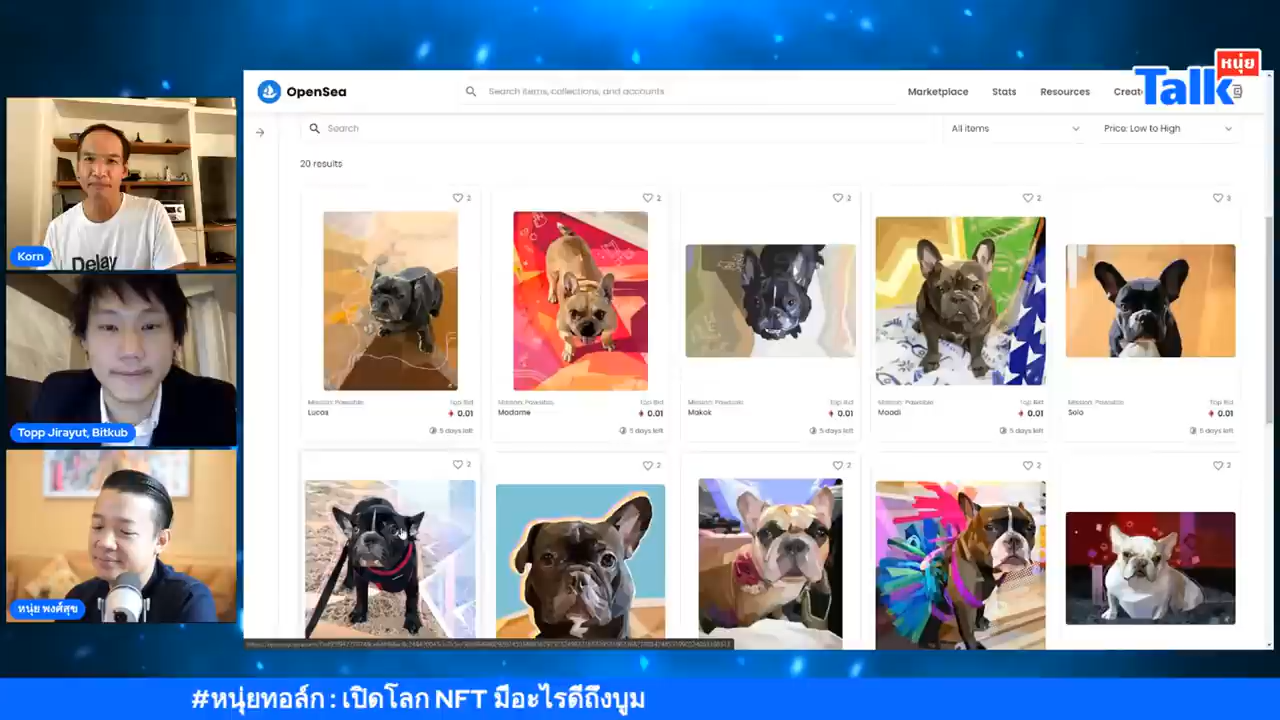 หนุ่ย
Talk
OpenSea
Search items, collections, and accounts
Marketplace
Stats
Resources
Create
Search
All items
Price: Low to High
20 results
2
2
2
2
3
Korn
Delay
Mission: Pawsible
Top Bid
Lucas
0.01
5 days left
Mission: Pawsible
Top Bid
Madame
0.01
5 days left
Mission: Pawsible
Top Bid
Makok
0.01
5 days left
Mission: Pawsible
Top Bid
Moodi
0.01
5 days left
Mission: Pawsible
Top Bid
Solo
0.01
5 days left
Topp Jirayut, Bitkub
2
2
2
2
2
หนุ่ย พงศ์สุข
#หนุ่ยทอล์ก : เปิดโลก NFT มีอะไรดีถึงบูม